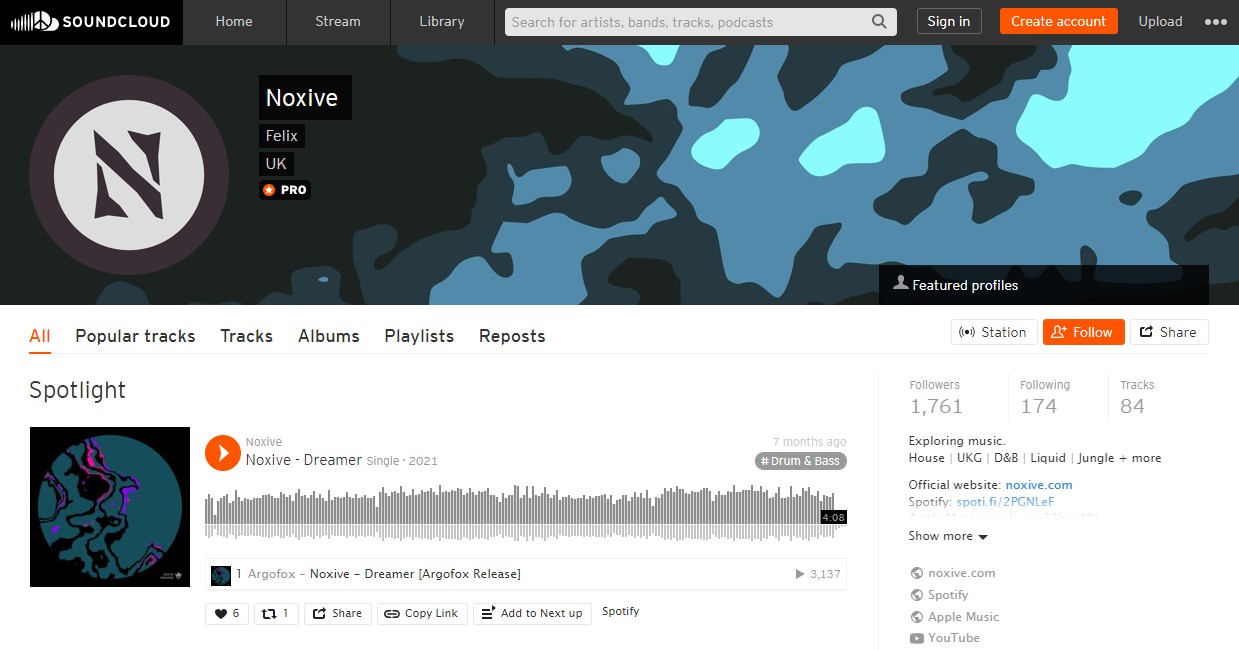 SOUNDCLOUD
Home
Stream
Library
Search for artists, bands, tracks, podcasts
Sign in
Create account
Upload
Noxive
Felix
UK
PRO
Featured profiles
All
Popular tracks
Tracks
Albums
Playlists
Reposts
Station
Follow
Share
Spotlight
Noxive
7 months ago
Noxive - Dreamer Single · 2021
# Drum & Bass
4:08
1 Argofox – Noxive – Dreamer [Argofox Release]
3,137
6
1
Share
Copy Link
Add to Next up
Spotify
Followers
1,761
Following
174
Tracks
84
Exploring music.
House | UKG | D&B | Liquid | Jungle + more
Official website: noxive.com
Spotify: spoti.fi/2PGNLeF
Show more
noxive.com
Spotify
Apple Music
YouTube